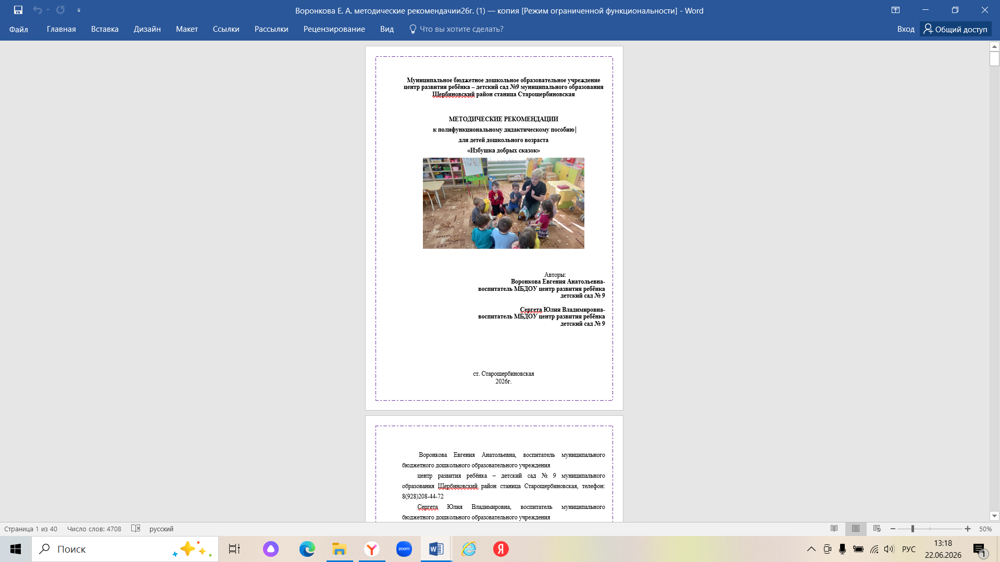 Воронкова Е. А. методические рекомендачии26г. (1) — копия [Режим ограниченной функциональности] - Word
Файл Главная Вставка Дизайн Макет Ссылки Рассылки Рецензирование Вид Что вы хотите сделать? Вход Общий доступ
Муниципальное бюджетное дошкольное образовательное учреждение
центр развития ребёнка – детский сад №9 муниципального образования
Щербиновский район станица Старощербиновская
МЕТОДИЧЕСКИЕ РЕКОМЕНДАЦИИ
к полифункциональному дидактическому пособию
для детей дошкольного возраста
«Избушка добрых сказок»
Авторы:
Воронкова Евгения Анатольевна-
воспитатель МБДОУ центр развития ребёнка
детский сад № 9
Сергета Юлия Владимировна-
воспитатель МБДОУ центр развития ребёнка
детский сад № 9
ст. Старощербиновская
2026г.
Воронкова Евгения Анатольевна, воспитатель муниципального
бюджетного дошкольного образовательного учреждения
центр развития ребёнка – детский сад № 9 муниципального
образования Щербиновский район станица Старощербиновская, телефон:
8(928)208-44-72
Сергета Юлия Владимировна, воспитатель муниципального
бюджетного дошкольного образовательного учреждения
Страница 1 из 40 Число слов: 4708 русский 50%
Поиск zoom W Я РУС 13:18
22.06.2026 1